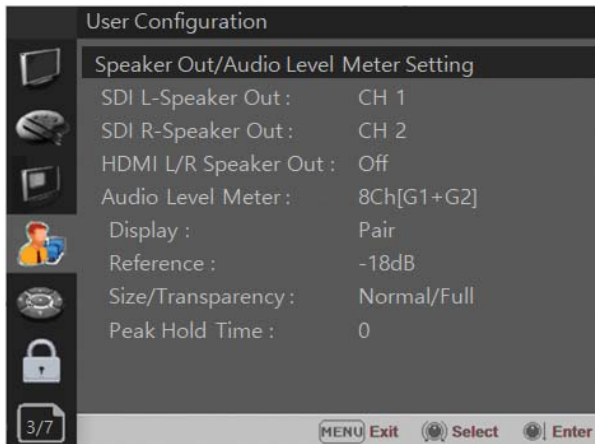 User Configuration
Speaker Out/Audio Level Meter Setting
SDI L-Speaker Out : CH 1
SDI R-Speaker Out : CH 2
HDMI L/R Speaker Out : Off
Audio Level Meter : 8Ch[G1+G2]
Display : Pair
Reference : -18dB
Size/Transparency : Normal/Full
Peak Hold Time : 0
3/7
MENU Exit Select Enter